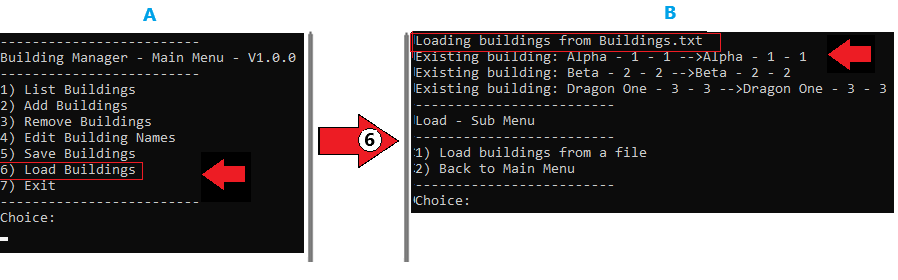 A
---------------------------
Building Manager - Main Menu - V1.0.0
---------------------------
1) List Buildings
2) Add Buildings
3) Remove Buildings
4) Edit Building Names
5) Save Buildings
6) Load Buildings
7) Exit
---------------------------
Choice:
6
B
Loading buildings from Buildings.txt
Existing building: Alpha - 1 - 1 -->Alpha - 1 - 1
Existing building: Beta - 2 - 2 -->Beta - 2 - 2
Existing building: Dragon One - 3 - 3 -->Dragon One - 3 - 3
---------------------------
Load - Sub Menu
---------------------------
1) Load buildings from a file
2) Back to Main Menu
---------------------------
Choice: